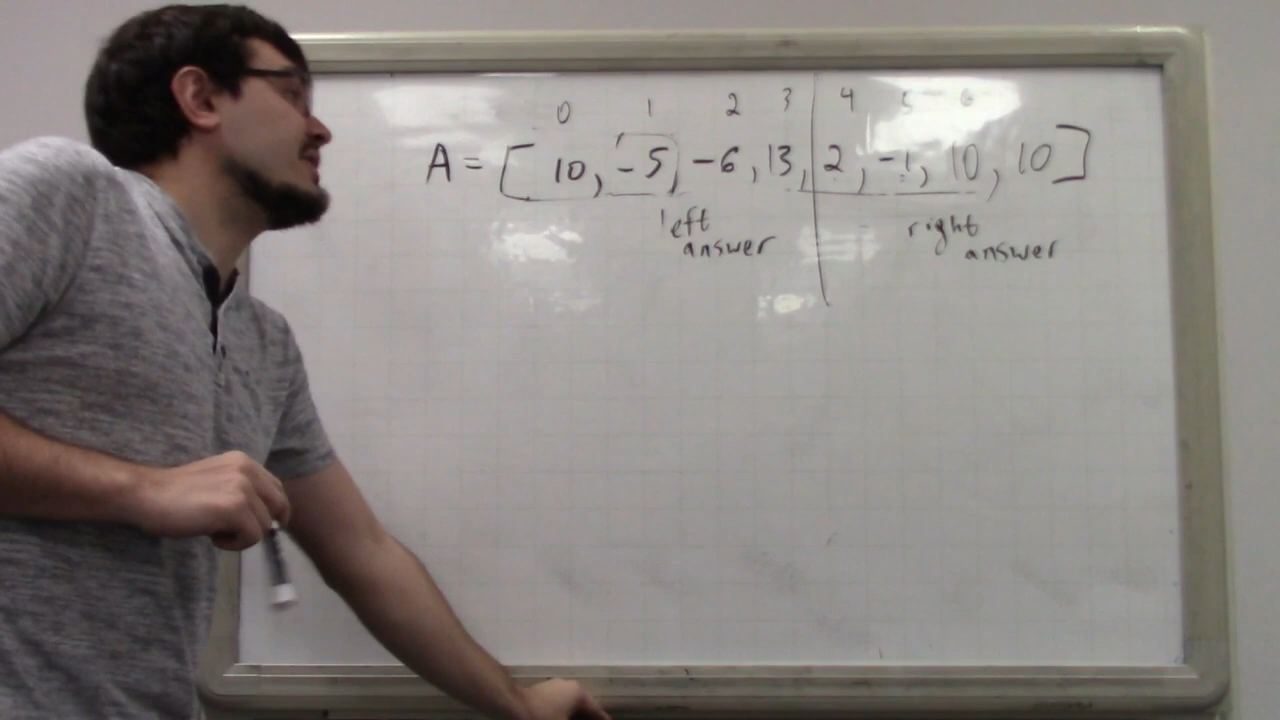 0 1 2 3 4 5 6
A = [ 10, -5, -6, 13, 2, -1, 10, 10 ]
left answer
right answer